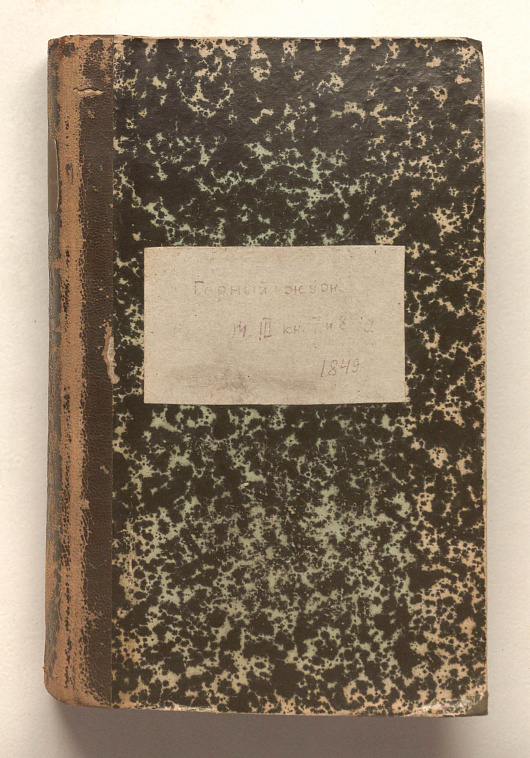 Горный журн.
Ч III кн. 7 и 8
1849